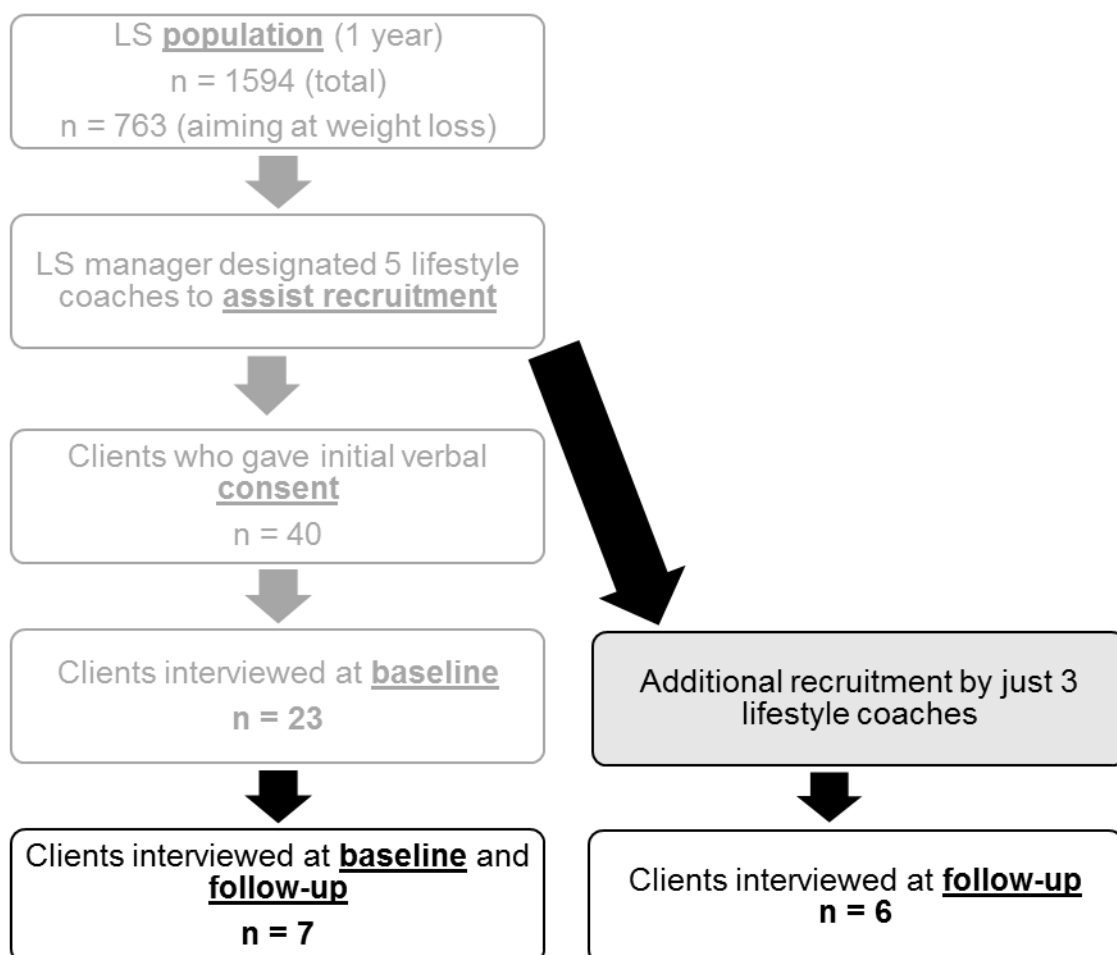 LS population (1 year)
n = 1594 (total)
n = 763 (aiming at weight loss)
LS manager designated 5 lifestyle
coaches to assist recruitment
Clients who gave initial verbal
consent
n = 40
Clients interviewed at baseline
n = 23
Additional recruitment by just 3
lifestyle coaches
Clients interviewed at baseline and
follow-up
n = 7
Clients interviewed at follow-up
n = 6